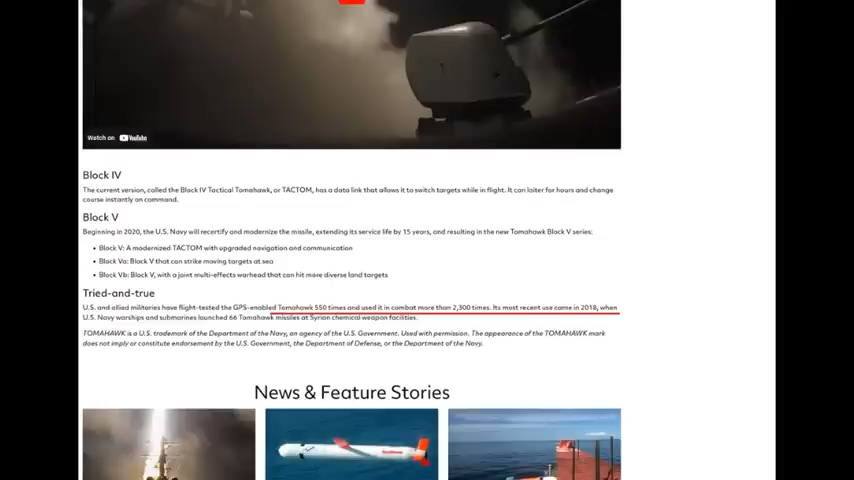 Watch on YouTube
Block IV
The current version, called the Block IV Tactical Tomahawk, or TACTOM, has a data link that allows it to switch targets while in flight. It can loiter for hours and change
course instantly on command.
Block V
Beginning in 2020, the U.S. Navy will recertify and modernize the missile, extending its service life by 15 years, and resulting in the new Tomahawk Block V series:
• Block V: A modernized TACTOM with upgraded navigation and communication
• Block Va: Block V that can strike moving targets at sea
• Block Vb: Block V, with a joint multi-effects warhead that can hit more diverse land targets
Tried-and-true
U.S. and allied militaries have flight-tested the GPS-enabled Tomahawk 550 times and used it in combat more than 2,300 times. Its most recent use came in 2018, when
U.S. Navy warships and submarines launched 66 Tomahawk missiles at Syrian chemical weapon facilities.
TOMAHAWK is a U.S. trademark of the Department of the Navy, an agency of the U.S. Government. Used with permission. The appearance of the TOMAHAWK mark
does not imply or constitute endorsement by the U.S. Government, the Department of Defense, or the Department of the Navy.
News & Feature Stories